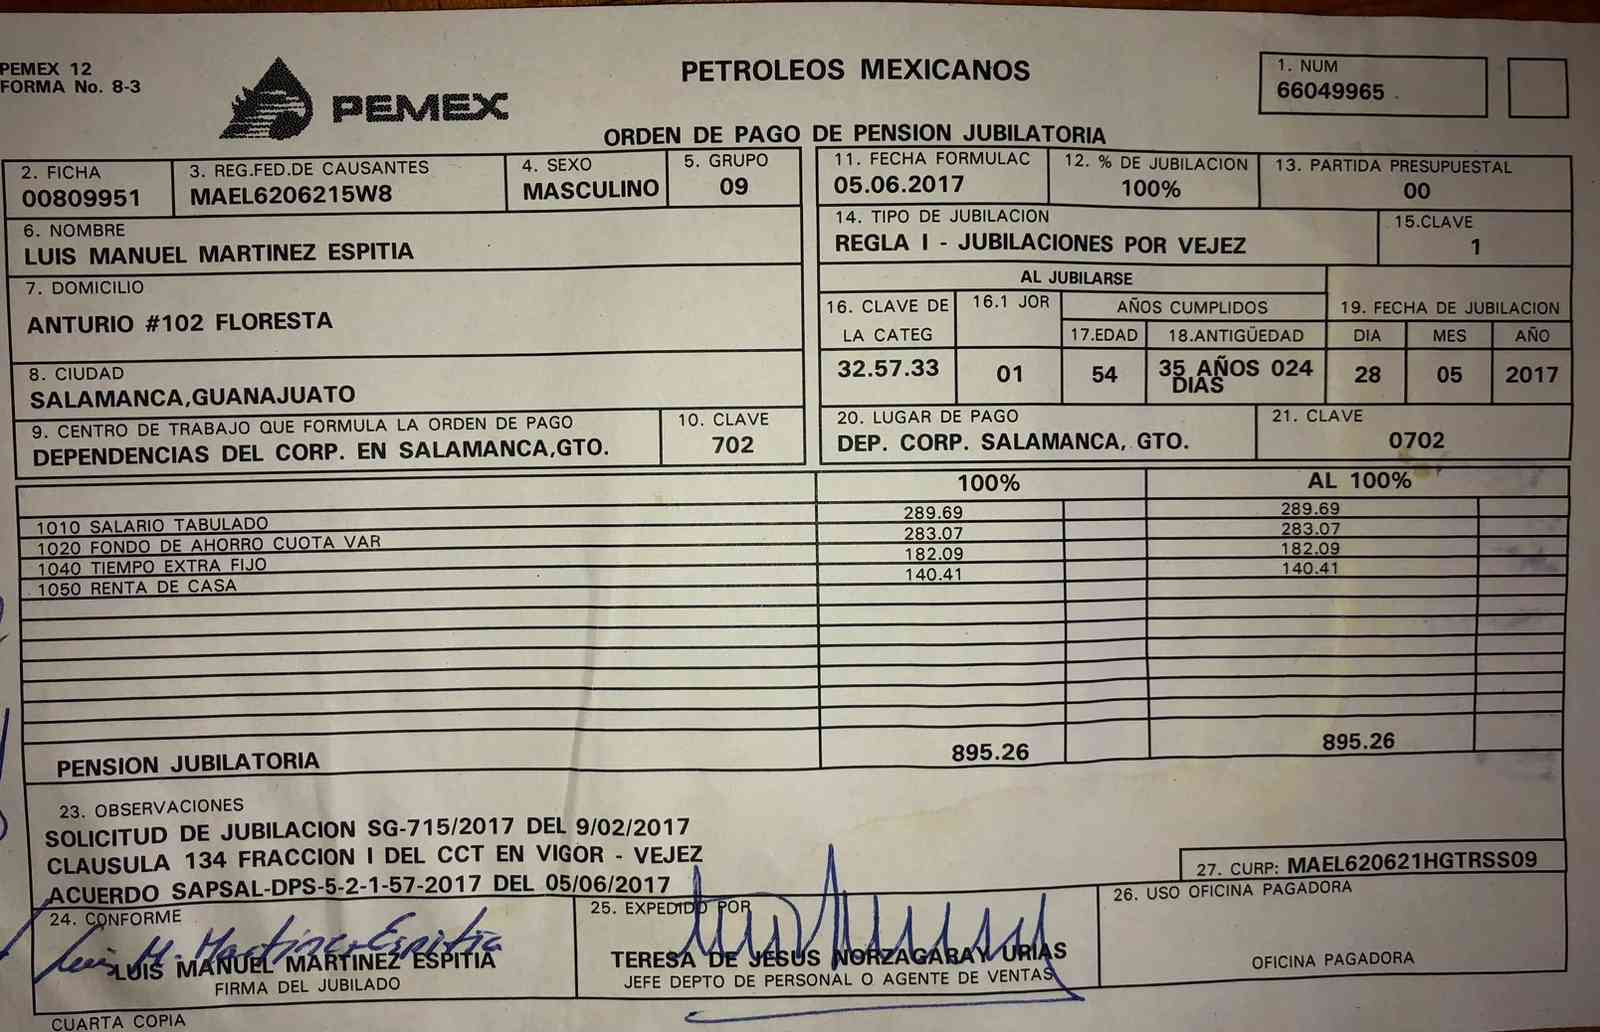 PEMEX 12
FORMA No. 8-3
PEMEX
PETROLEOS MEXICANOS
ORDEN DE PAGO DE PENSION JUBILATORIA
1. NUM
66049965
2. FICHA
00809951
3. REG.FED.DE CAUSANTES
MAEL6206215W8
4. SEXO
MASCULINO
5. GRUPO
09
6. NOMBRE
LUIS MANUEL MARTINEZ ESPITIA
7. DOMICILIO
ANTURIO #102 FLORESTA
8. CIUDAD
SALAMANCA,GUANAJUATO
9. CENTRO DE TRABAJO QUE FORMULA LA ORDEN DE PAGO
DEPENDENCIAS DEL CORP. EN SALAMANCA,GTO.
10. CLAVE
702
11. FECHA FORMULAC
05.06.2017
12. % DE JUBILACION
100%
13. PARTIDA PRESUPUESTAL
00
14. TIPO DE JUBILACION
REGLA I - JUBILACIONES POR VEJEZ
15.CLAVE
1
AL JUBILARSE
16. CLAVE DE
LA CATEG
32.57.33
16.1 JOR
01
AÑOS CUMPLIDOS
17.EDAD
54
18.ANTIGÜEDAD
35 AÑOS 024
DIAS
19. FECHA DE JUBILACION
DIA MES AÑO
28 05 2017
20. LUGAR DE PAGO
DEP. CORP. SALAMANCA, GTO.
21. CLAVE
0702
100% AL 100%
1010 SALARIO TABULADO 289.69 289.69
1020 FONDO DE AHORRO CUOTA VAR 283.07 283.07
1040 TIEMPO EXTRA FIJO 182.09 182.09
1050 RENTA DE CASA 140.41 140.41
PENSION JUBILATORIA 895.26 895.26
23. OBSERVACIONES
SOLICITUD DE JUBILACION SG-715/2017 DEL 9/02/2017
CLAUSULA 134 FRACCION I DEL CCT EN VIGOR - VEJEZ
ACUERDO SAPSAL-DPS-5-2-1-57-2017 DEL 05/06/2017
27. CURP: MAEL620621HGTRSS09
24. CONFORME
Luis M. Martinez Espitia
LUIS MANUEL MARTINEZ ESPITIA
FIRMA DEL JUBILADO
25. EXPEDIDO POR
TERESA DE JESUS NORZAGARAY URIAS
JEFE DEPTO DE PERSONAL O AGENTE DE VENTAS
26. USO OFICINA PAGADORA
OFICINA PAGADORA
CUARTA COPIA